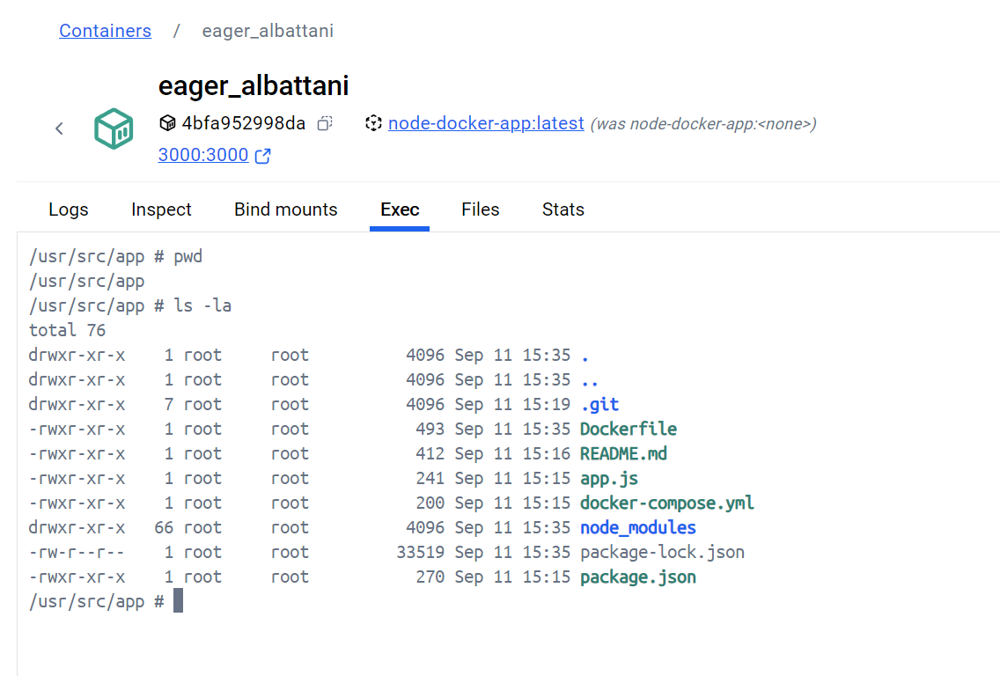 Containers / eager_albattani
eager_albattani
4bfa952998da node-docker-app:latest (was node-docker-app:<none>)
3000:3000
Logs Inspect Bind mounts Exec Files Stats
/usr/src/app # pwd
/usr/src/app
/usr/src/app # ls -la
total 76
drwxr-xr-x    1 root     root          4096 Sep 11 15:35 .
drwxr-xr-x    1 root     root          4096 Sep 11 15:35 ..
drwxr-xr-x    7 root     root          4096 Sep 11 15:19 .git
-rwxr-xr-x    1 root     root           493 Sep 11 15:35 Dockerfile
-rwxr-xr-x    1 root     root           412 Sep 11 15:16 README.md
-rwxr-xr-x    1 root     root           241 Sep 11 15:15 app.js
-rwxr-xr-x    1 root     root           200 Sep 11 15:15 docker-compose.yml
drwxr-xr-x   66 root     root          4096 Sep 11 15:35 node_modules
-rw-r--r--    1 root     root         33519 Sep 11 15:35 package-lock.json
-rwxr-xr-x    1 root     root           270 Sep 11 15:15 package.json
/usr/src/app #